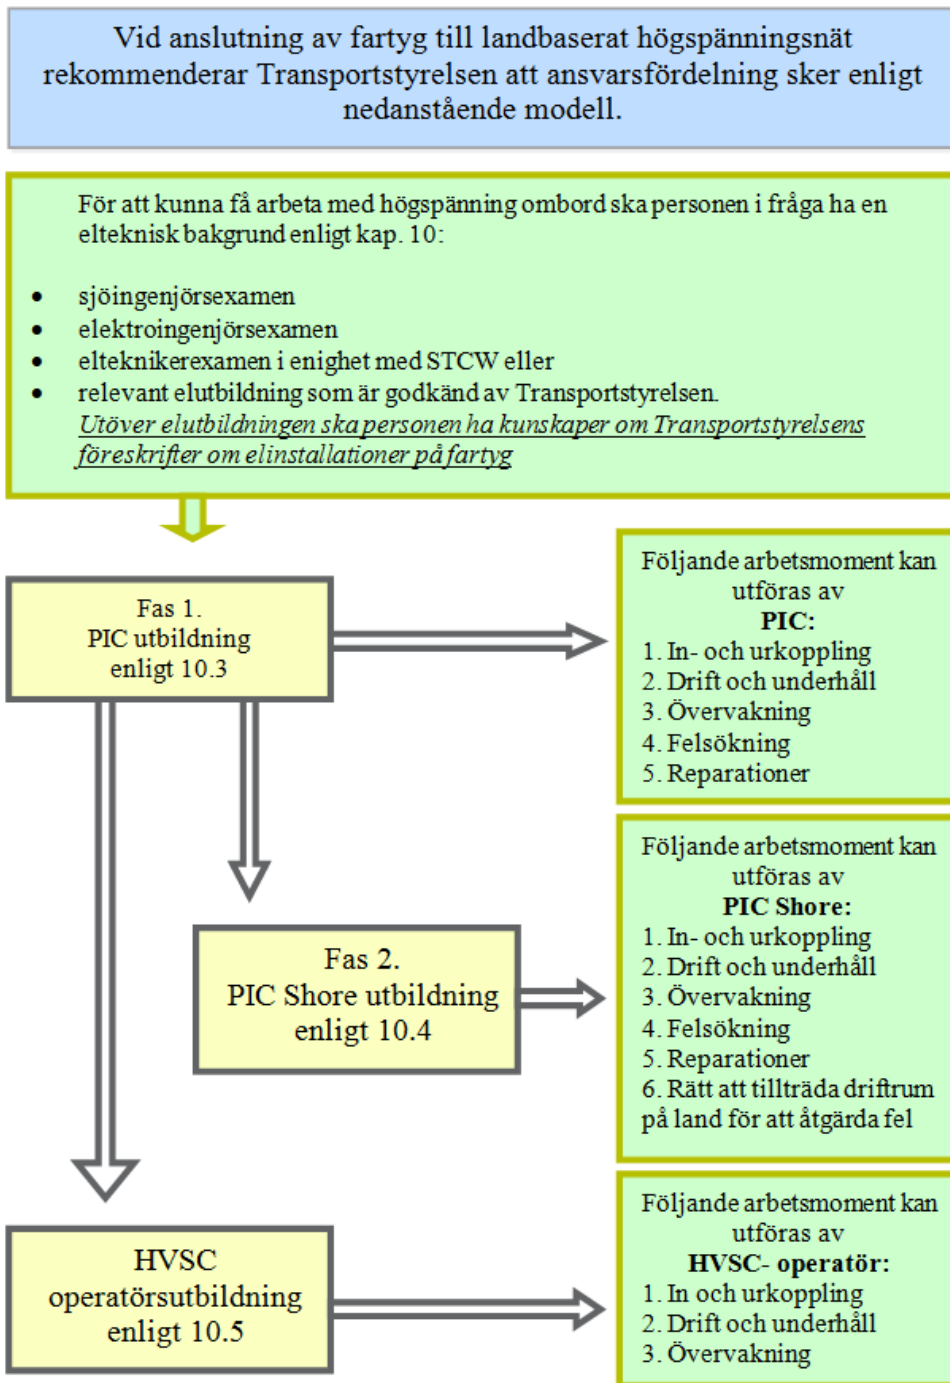 Vid anslutning av fartyg till landbaserat högspänningsnät
rekommenderar Transportstyrelsen att ansvarsfördelning sker enligt
nedanstående modell.
För att kunna få arbeta med högspänning ombord ska personen i fråga ha en
elteknisk bakgrund enligt kap. 10:
• sjöingenjörsexamen
• elektroingenjörsexamen
• elteknikerexamen i enighet med STCW eller
• relevant elutbildning som är godkänd av Transportstyrelsen.
Utöver elutbildningen ska personen ha kunskaper om Transportstyrelsens
föreskrifter om elinstallationer på fartyg
Fas 1.
PIC utbildning
enligt 10.3
Följande arbetsmoment kan
utföras av
PIC:
1. In- och urkoppling
2. Drift och underhåll
3. Övervakning
4. Felsökning
5. Reparationer
Fas 2.
PIC Shore utbildning
enligt 10.4
Följande arbetsmoment kan
utföras av
PIC Shore:
1. In- och urkoppling
2. Drift och underhåll
3. Övervakning
4. Felsökning
5. Reparationer
6. Rätt att tillträda driftrum
på land för att åtgärda fel
HVSC
operatörsutbildning
enligt 10.5
Följande arbetsmoment kan
utföras av
HVSC- operatör:
1. In och urkoppling
2. Drift och underhåll
3. Övervakning